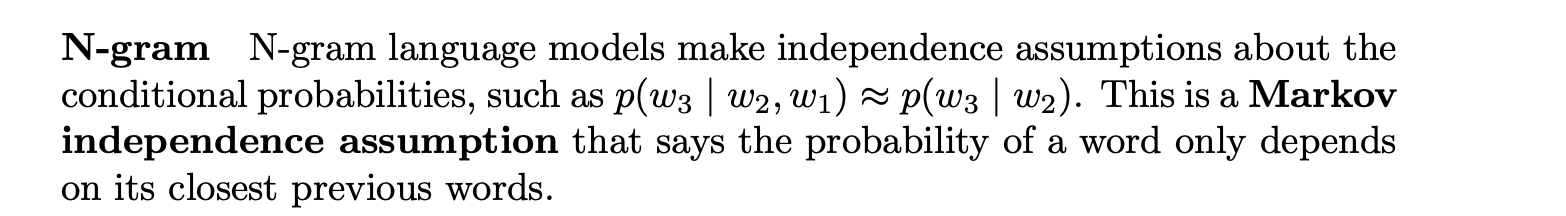 N-gram N-gram language models make independence assumptions about the
conditional probabilities, such as p(w₃ | w₂, w₁) ≈ p(w₃ | w₂). This is a Markov
independence assumption that says the probability of a word only depends
on its closest previous words.